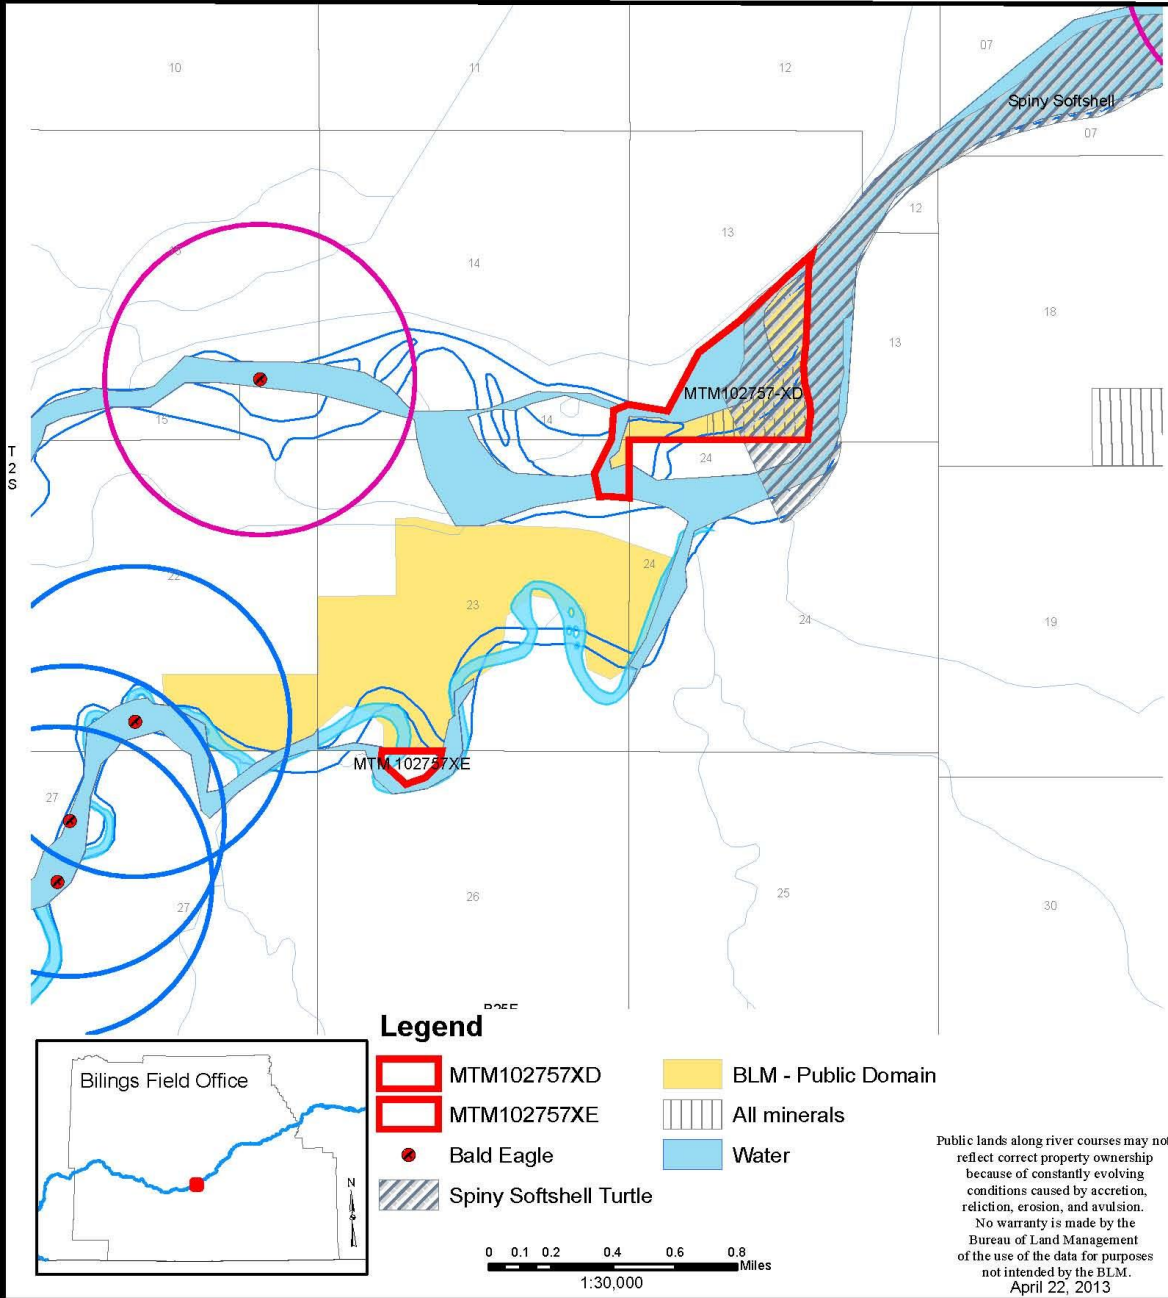 10
11
12
07
Spiny Softshell
07
12
13
15
14
18
13
MTM102757-XD
15
14
24
T
2
S
22
24
23
24
19
MTM 102757XE
27
27
26
25
30
R25E
Legend
Bilings Field Office
N
MTM102757XD
MTM102757XE
Bald Eagle
Spiny Softshell Turtle
BLM - Public Domain
All minerals
Water
0 0.1 0.2 0.4 0.6 0.8
Miles
1:30,000
Public lands along river courses may not
reflect correct property ownership
because of constantly evolving
conditions caused by accretion,
reliction, erosion, and avulsion.
No warranty is made by the
Bureau of Land Management
of the use of the data for purposes
not intended by the BLM.
April 22, 2013